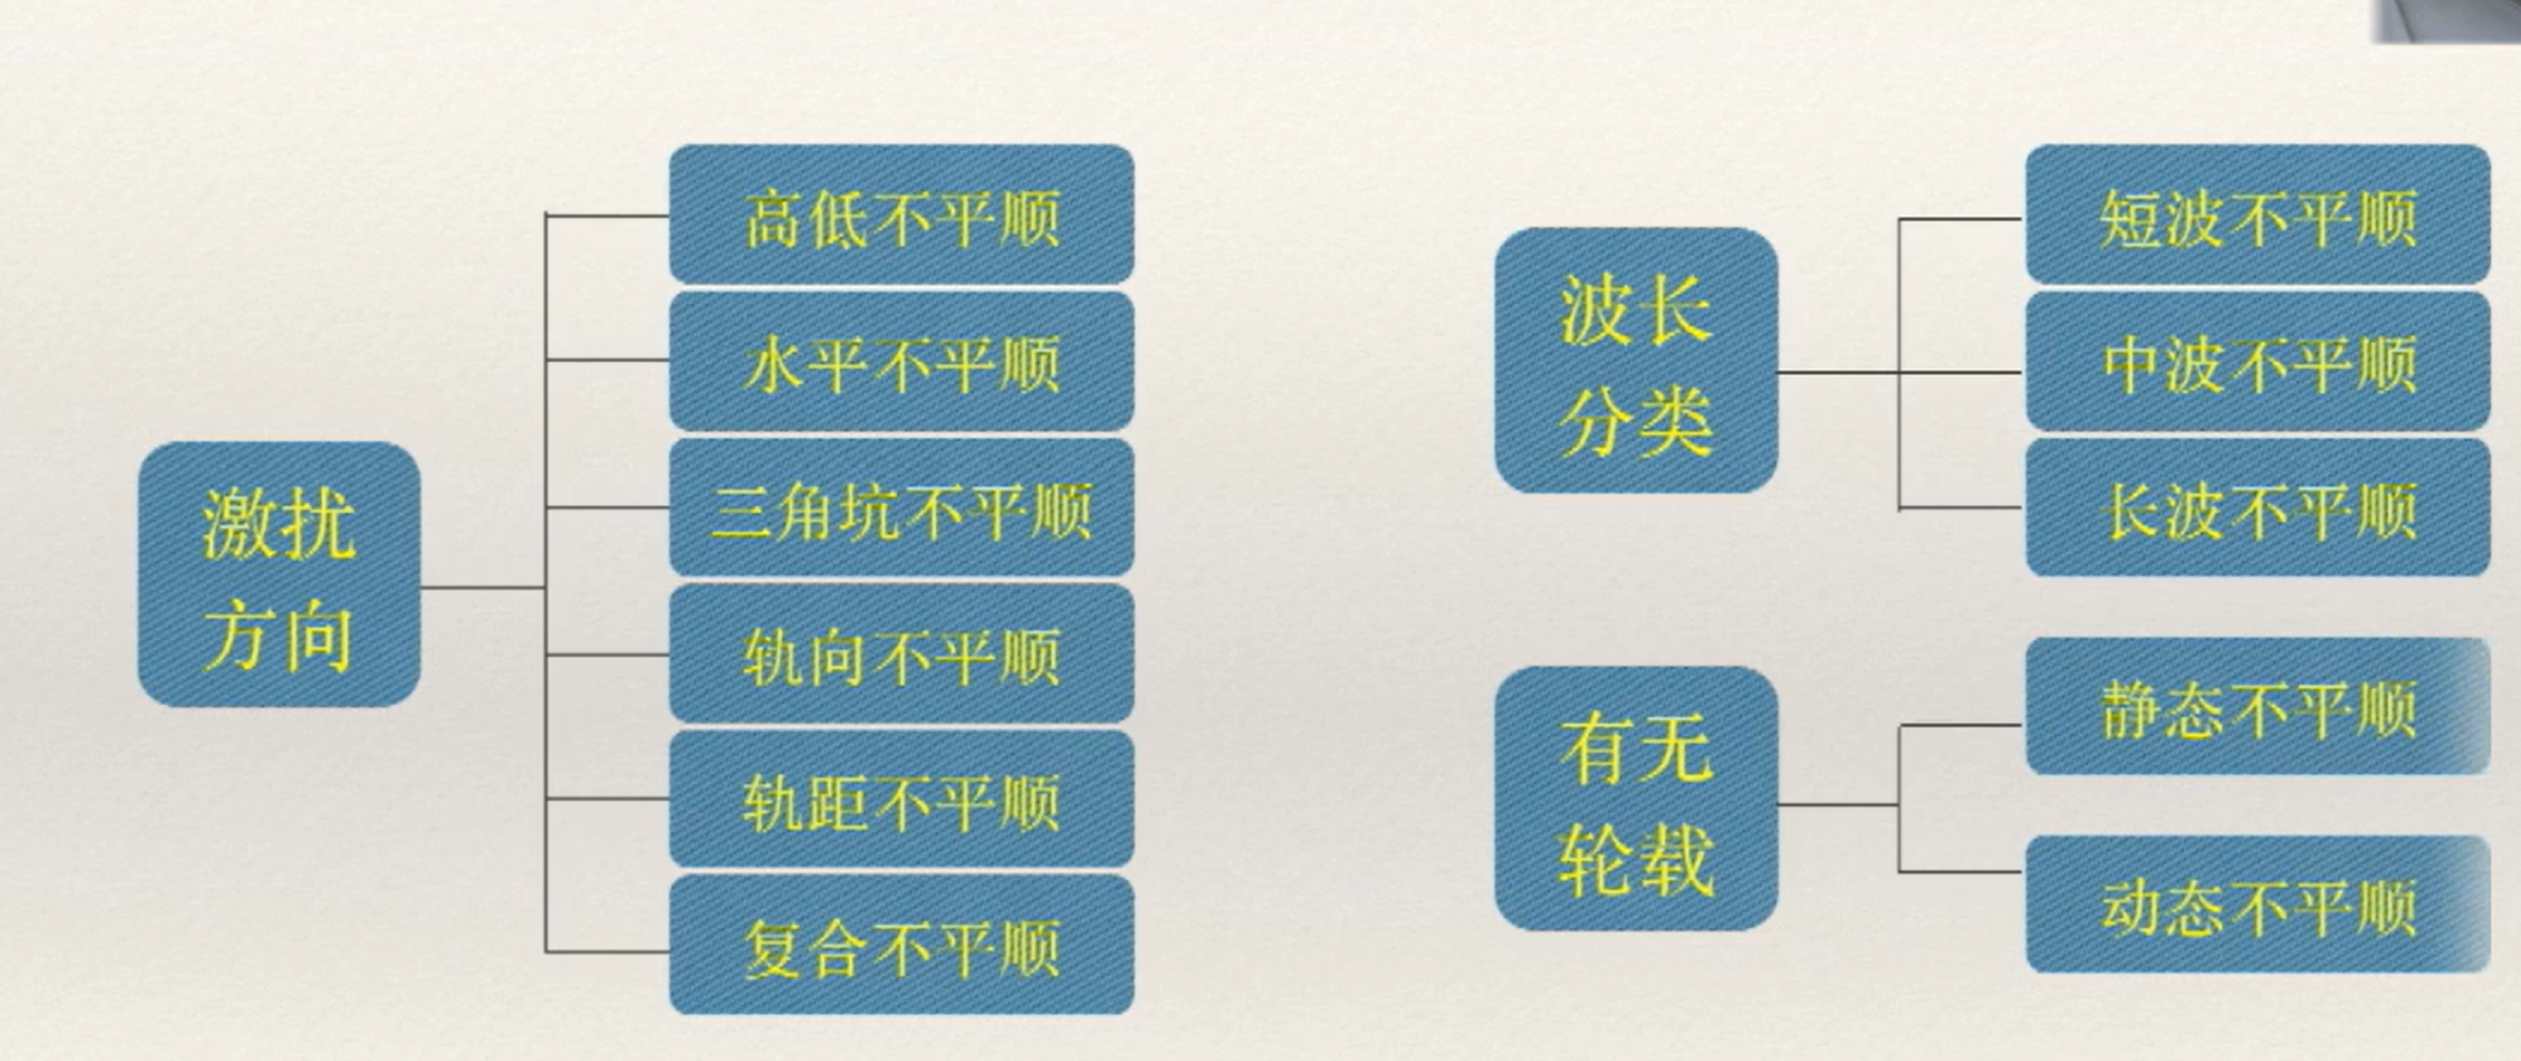 激扰
方向
高低不平顺
水平不平顺
三角坑不平顺
轨向不平顺
轨距不平顺
复合不平顺
波长
分类
短波不平顺
中波不平顺
长波不平顺
有无
轮载
静态不平顺
动态不平顺